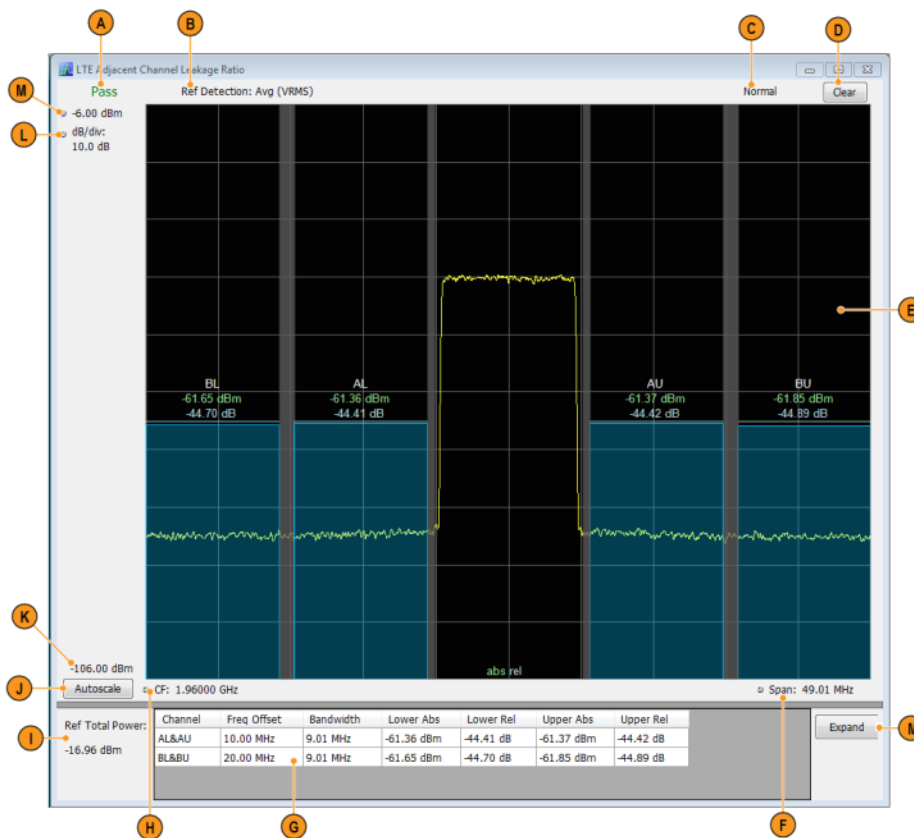 A
B
C
D
LTE Adjacent Channel Leakage Ratio
Pass
Ref Detection: Avg (VRMS)
Normal
Clear
M
-6.00 dBm
L
dB/div:
10.0 dB
E
BL
-61.65 dBm
-44.70 dB
AL
-61.36 dBm
-44.41 dB
AU
-61.37 dBm
-44.42 dB
BU
-61.85 dBm
-44.89 dB
K
-106.00 dBm
abs rel
J
Autoscale
CF: 1.96000 GHz
Span: 49.01 MHz
Ref Total Power:
I
-16.96 dBm
Channel Freq Offset Bandwidth Lower Abs Lower Rel Upper Abs Upper Rel
AL&AU 10.00 MHz 9.01 MHz -61.36 dBm -44.41 dB -61.37 dBm -44.42 dB
BL&BU 20.00 MHz 9.01 MHz -61.65 dBm -44.70 dB -61.85 dBm -44.89 dB
Expand
H
G
F